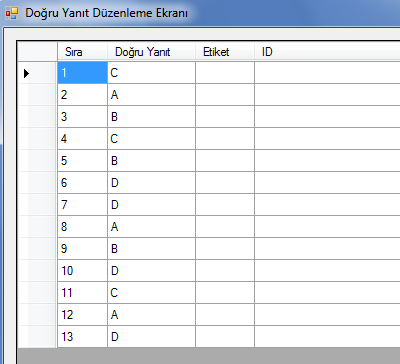 Doğru Yanıt Düzenleme Ekranı
Sıra Doğru Yanıt Etiket ID
1 C
2 A
3 B
4 C
5 B
6 D
7 D
8 A
9 B
10 D
11 C
12 A
13 D